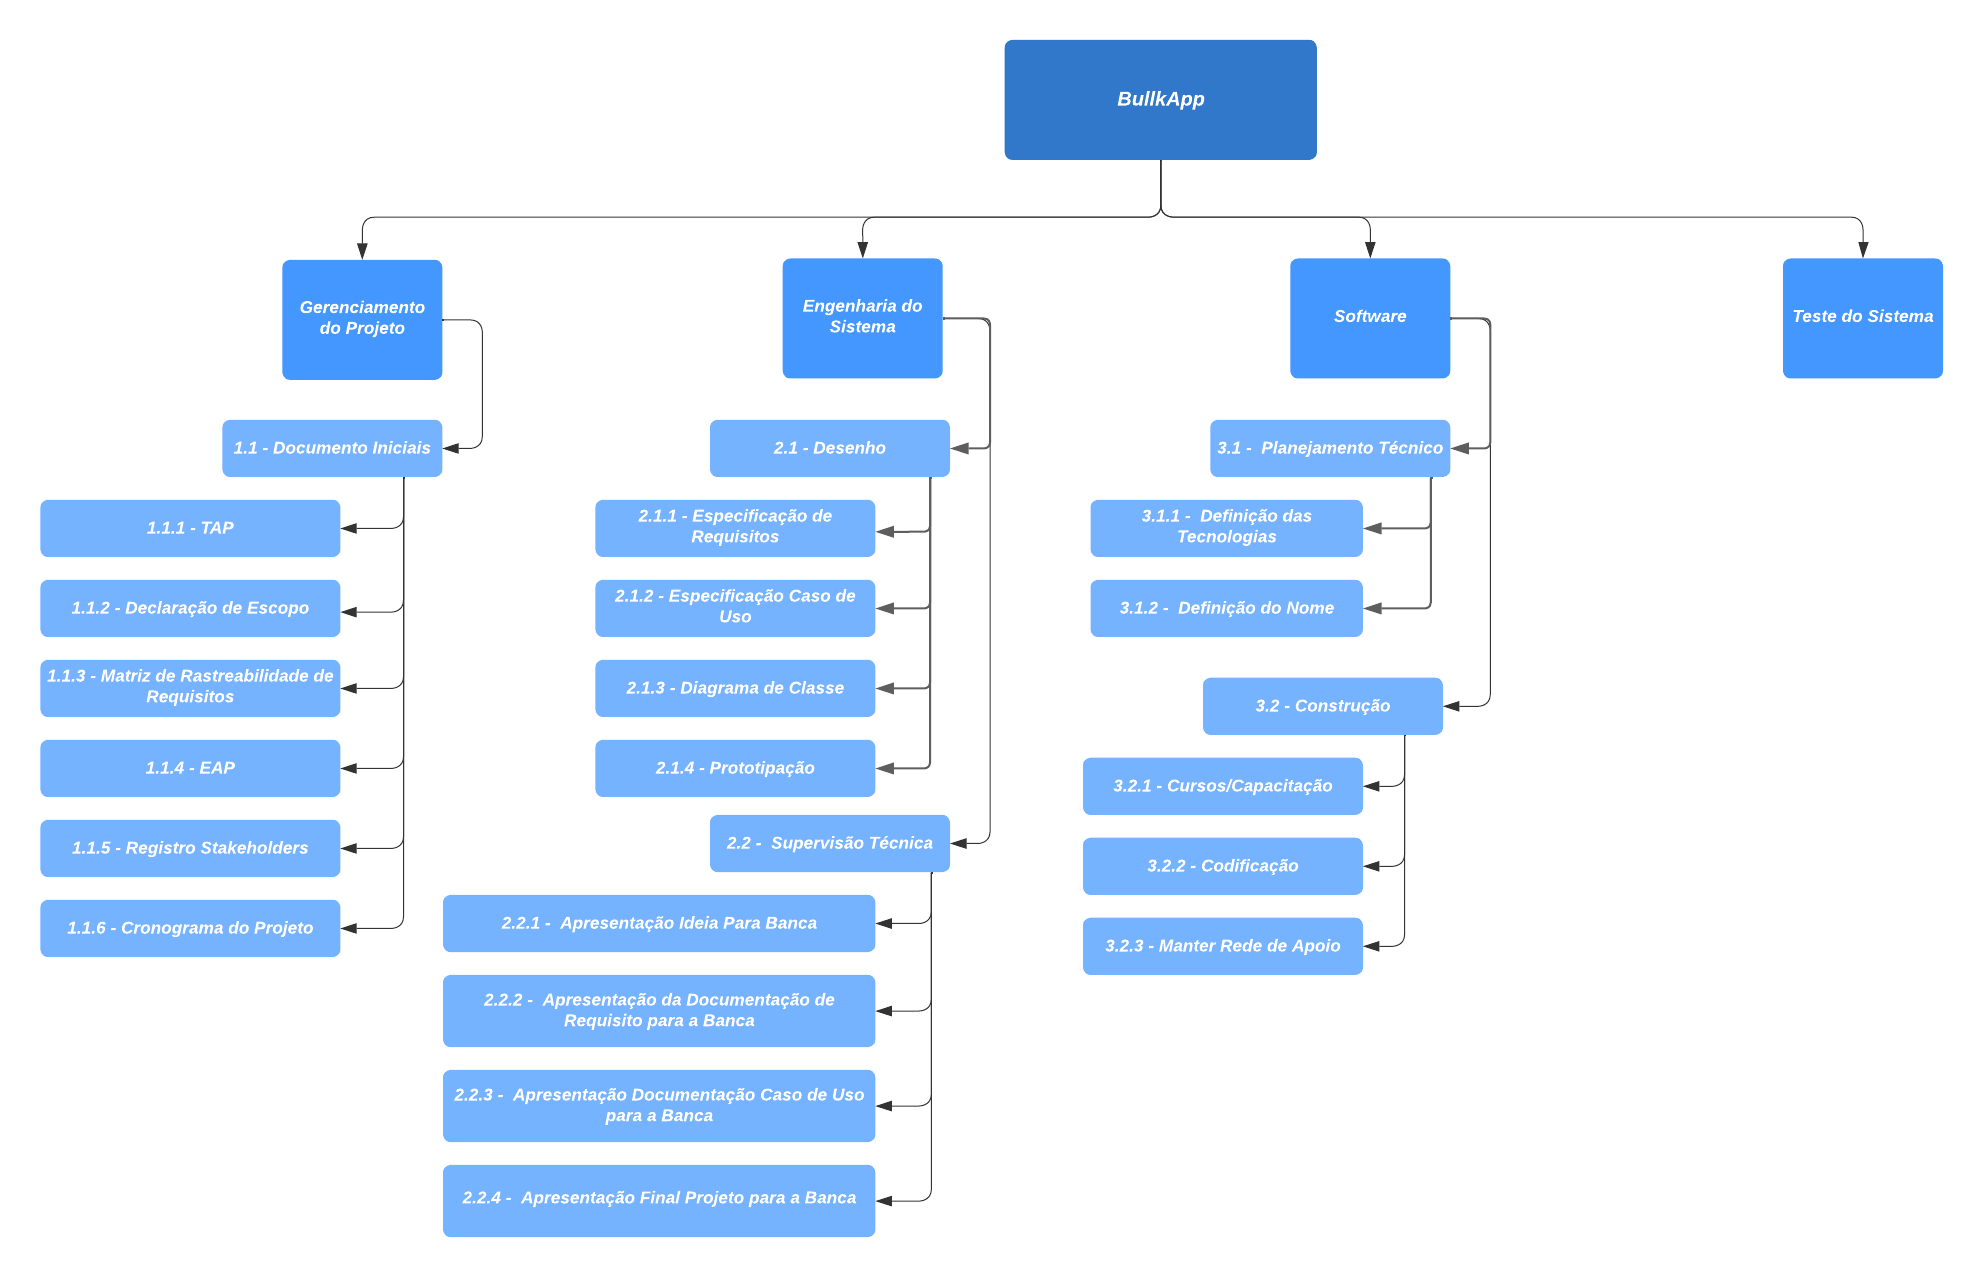 BullkApp
Gerenciamento
do Projeto
1.1 - Documento Iniciais
1.1.1 - TAP
1.1.2 - Declaração de Escopo
1.1.3 - Matriz de Rastreabilidade de
Requisitos
1.1.4 - EAP
1.1.5 - Registro Stakeholders
1.1.6 - Cronograma do Projeto
Engenharia do
Sistema
2.1 - Desenho
2.1.1 - Especificação de
Requisitos
2.1.2 - Especificação Caso de
Uso
2.1.3 - Diagrama de Classe
2.1.4 - Prototipação
2.2 -  Supervisão Técnica
2.2.1 -  Apresentação Ideia Para Banca
2.2.2 -  Apresentação da Documentação de
Requisito para a Banca
2.2.3 -  Apresentação Documentação Caso de Uso
para a Banca
2.2.4 -  Apresentação Final Projeto para a Banca
Software
3.1 -  Planejamento Técnico
3.1.1 -  Definição das
Tecnologias
3.1.2 -  Definição do Nome
3.2 - Construção
3.2.1 - Cursos/Capacitação
3.2.2 - Codificação
3.2.3 - Manter Rede de Apoio
Teste do Sistema